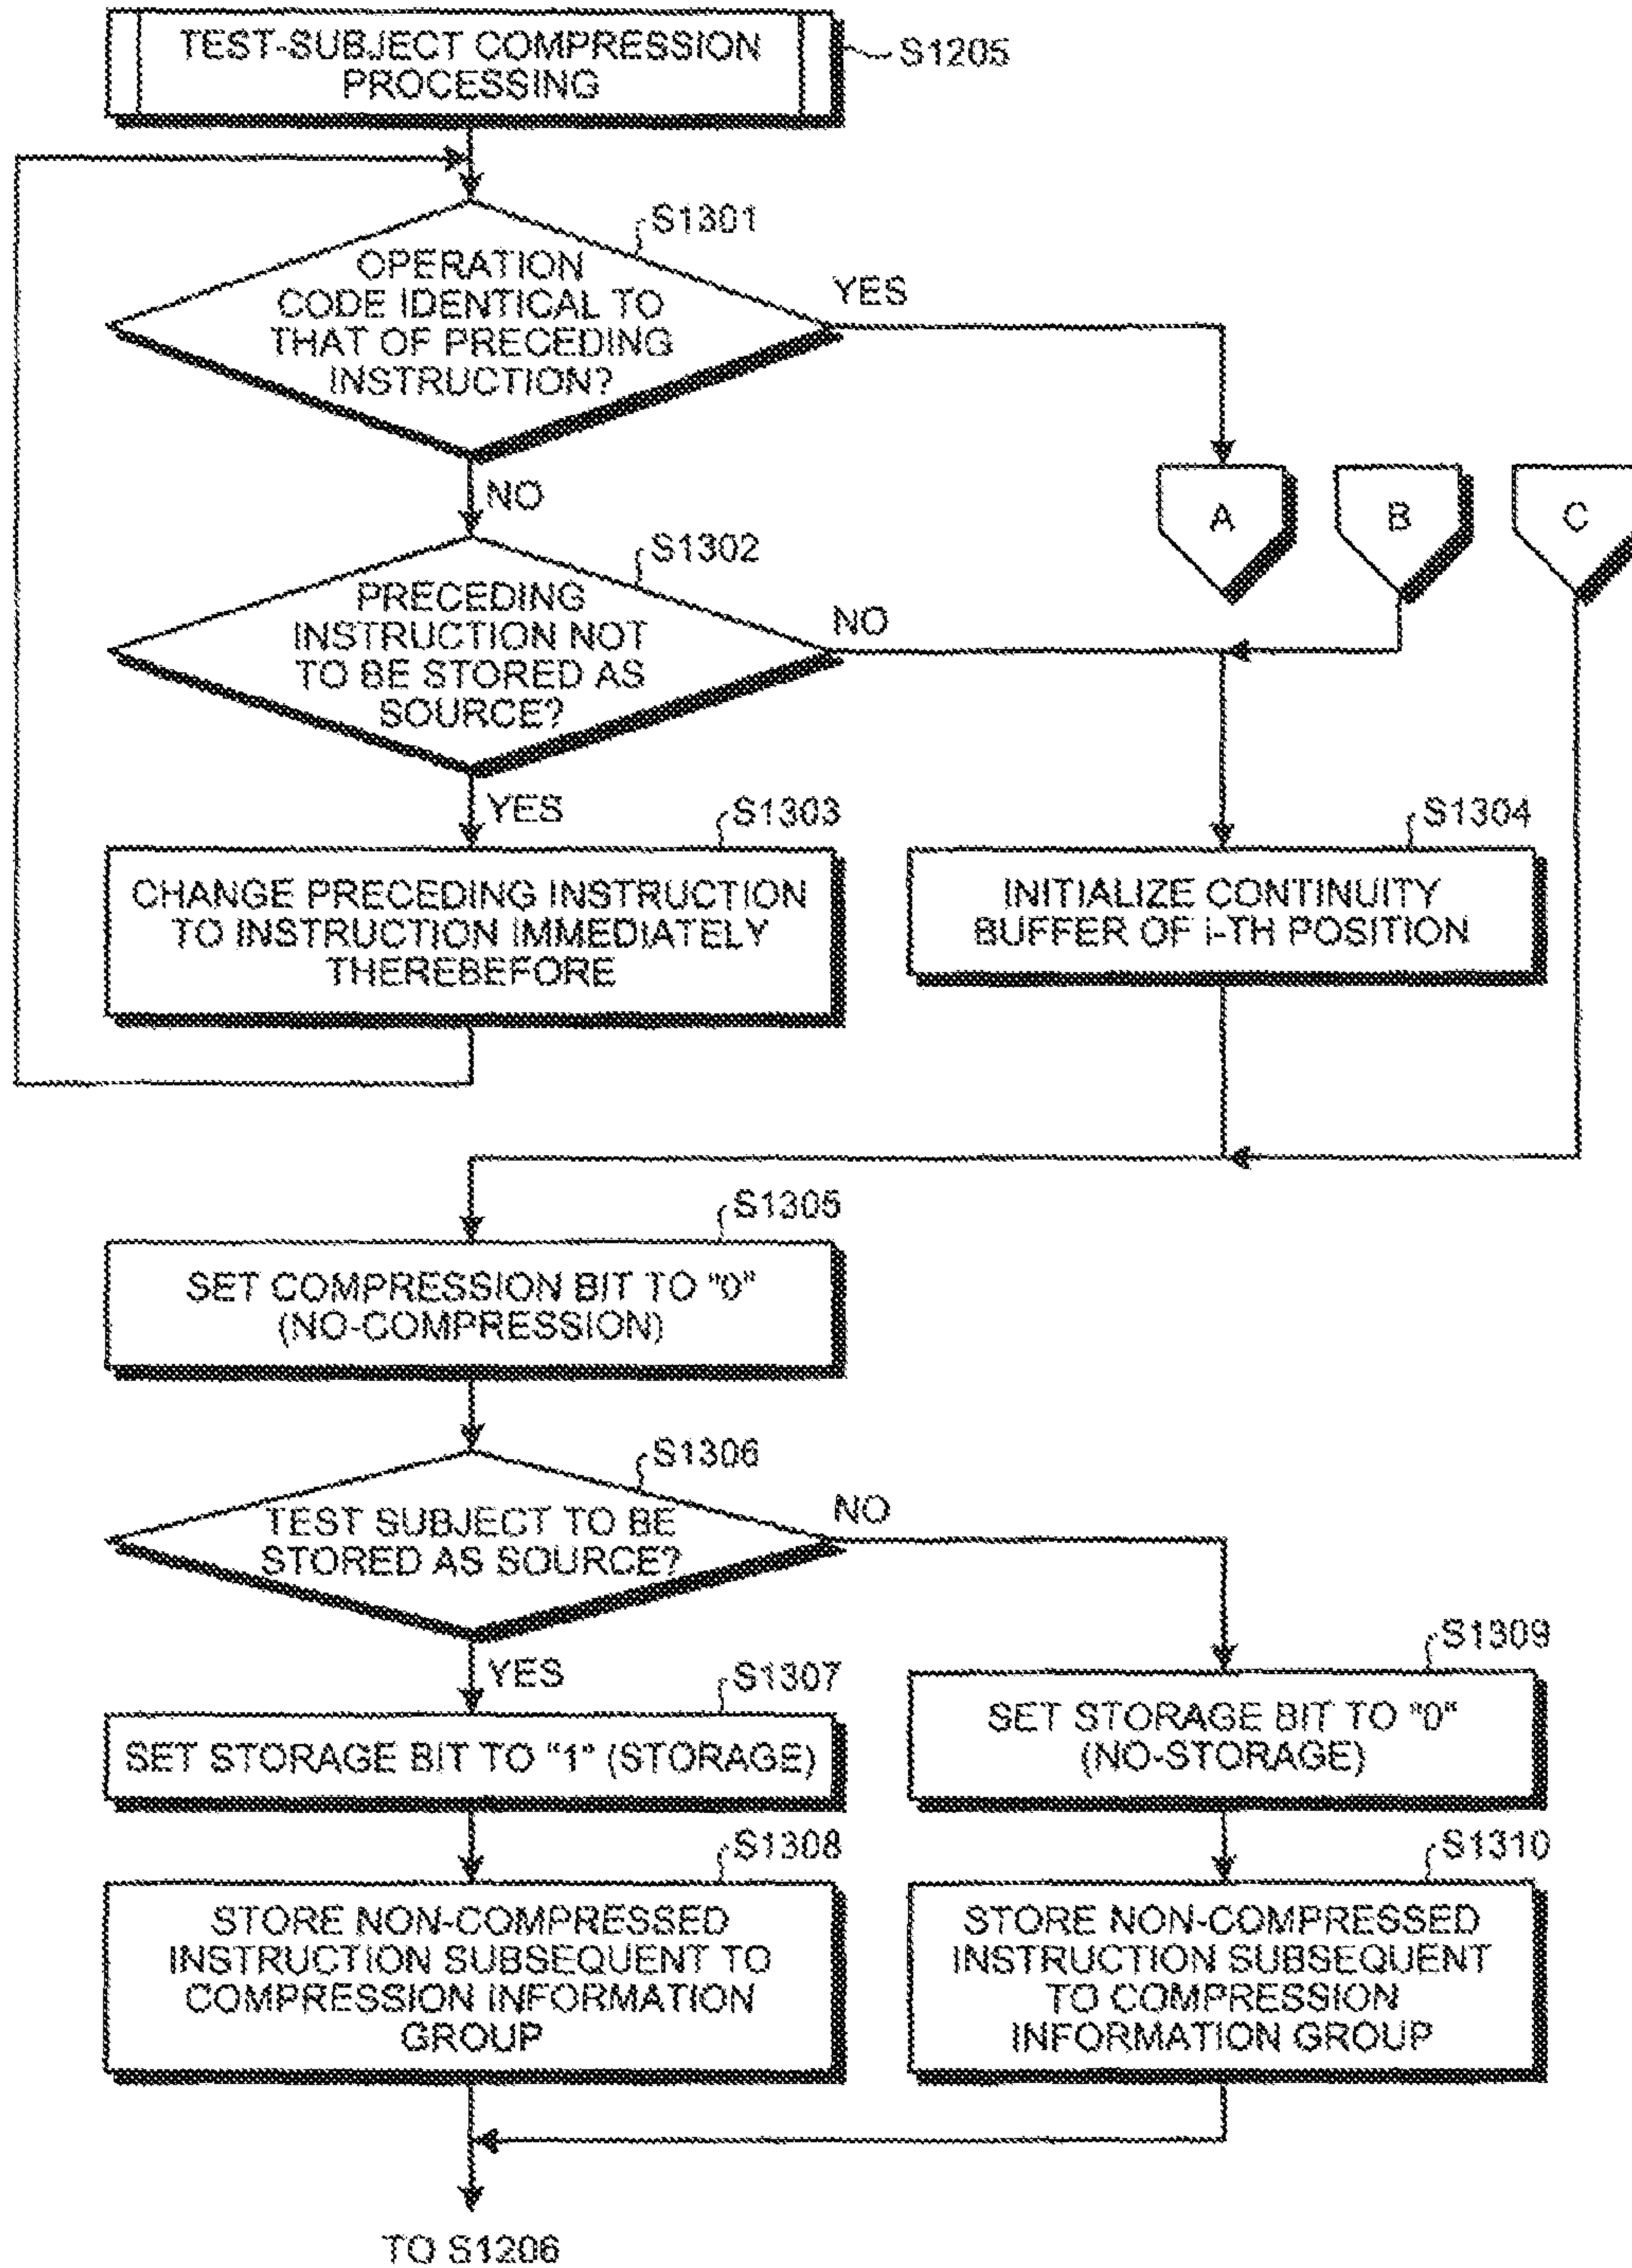 TEST-SUBJECT COMPRESSION
PROCESSING
S1205
S1301
OPERATION
CODE IDENTICAL TO
THAT OF PRECEDING
INSTRUCTION?
YES
NO
A
B
C
S1302
PRECEDING
INSTRUCTION NOT
TO BE STORED AS
SOURCE?
NO
YES
S1303
CHANGE PRECEDING INSTRUCTION
TO INSTRUCTION IMMEDIATELY
THEREBEFORE
S1304
INITIALIZE CONTINUITY
BUFFER OF i-TH POSITION
S1305
SET COMPRESSION BIT TO "0"
(NO-COMPRESSION)
S1306
TEST SUBJECT TO BE
STORED AS SOURCE?
NO
YES
S1307
SET STORAGE BIT TO "1" (STORAGE)
S1309
SET STORAGE BIT TO "0"
(NO-STORAGE)
S1308
STORE NON-COMPRESSED
INSTRUCTION SUBSEQUENT TO
COMPRESSION INFORMATION
GROUP
S1310
STORE NON-COMPRESSED
INSTRUCTION SUBSEQUENT
TO COMPRESSION
INFORMATION GROUP
TO S1206